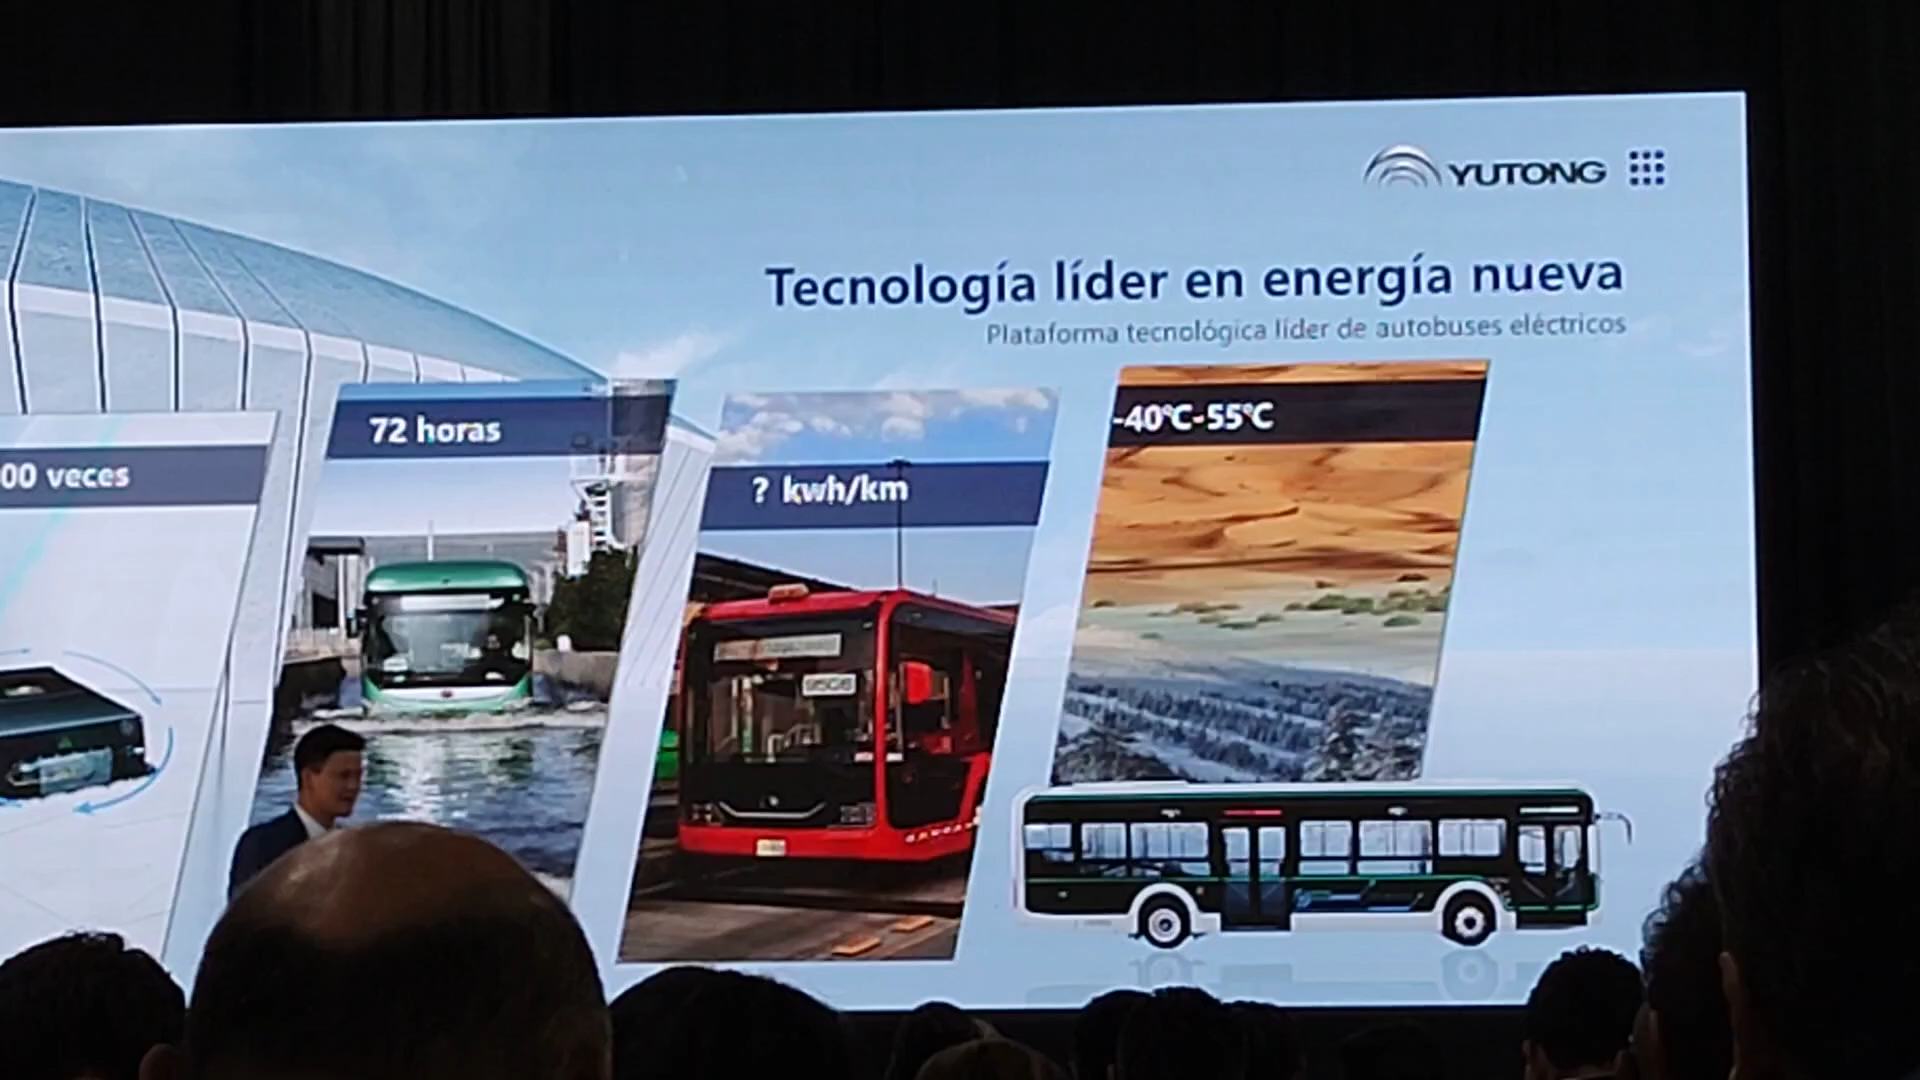 YUTONG
Tecnología líder en energía nueva
Plataforma tecnológica líder de autobuses eléctricos
00 veces
72 horas
? kwh/km
-40°C-55°C